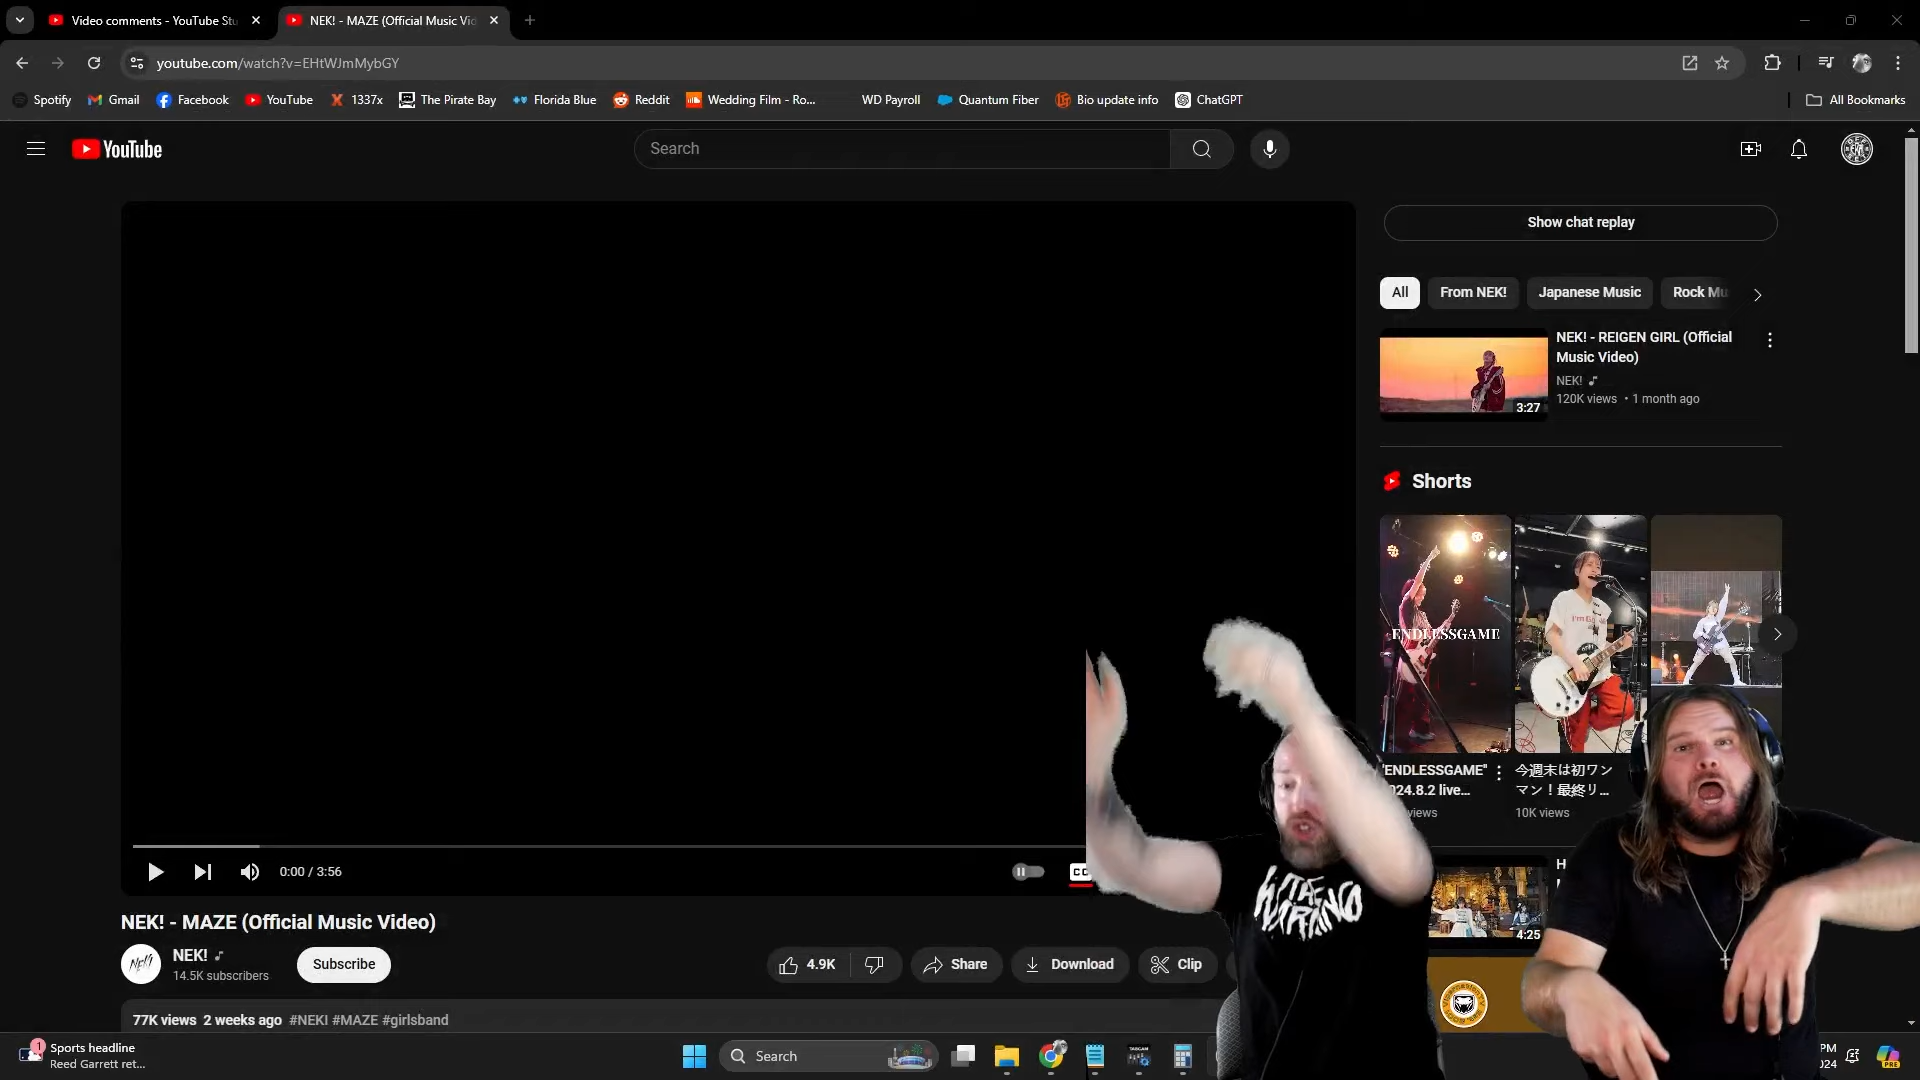 Video comments - YouTube Stu
NEK! - MAZE (Official Music Vid
youtube.com/watch?v=EHtWJmMybGY
Spotify
Gmail
Facebook
YouTube
1337x
The Pirate Bay
Florida Blue
Reddit
Wedding Film - Ro...
WD Payroll
Quantum Fiber
Bio update info
ChatGPT
All Bookmarks
YouTube
Search
Show chat replay
All
From NEK!
Japanese Music
Rock Mu
NEK! - REIGEN GIRL (Official
Music Video)
NEK!
120K views • 1 month ago
3:27
Shorts
ENDLESSGAME
"ENDLESSGAME"
2024.8.2 live...
views
今週末は初ワン
マン！最終リ...
10K views
0:00 / 3:56
CC
4:25
NEK! - MAZE (Official Music Video)
NEK!
14.5K subscribers
Subscribe
4.9K
Share
Download
Clip
77K views 2 weeks ago #NEK! #MAZE #girlsband
1
Sports headline
Reed Garrett ret...
Search
PM
024